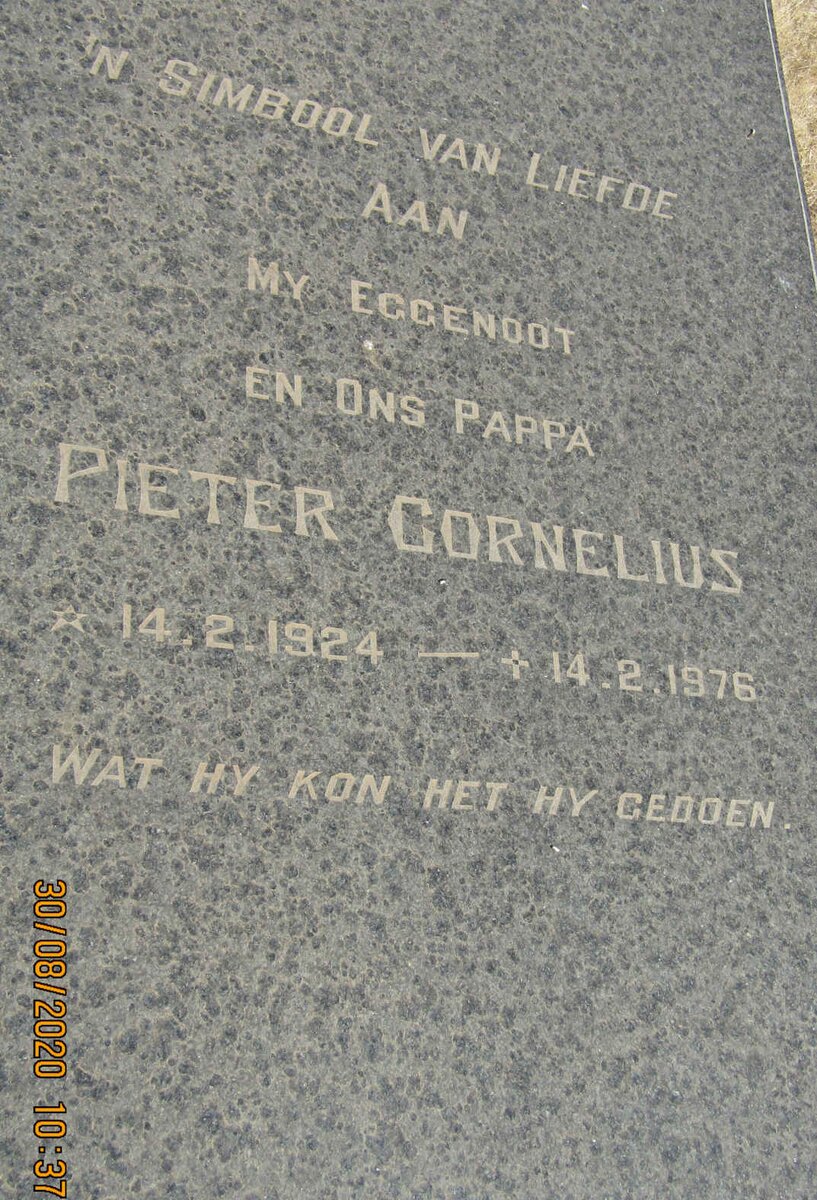 'N SIMBOOL VAN LIEFDE
AAN
MY EGGENOOT
EN ONS PAPPA
PIETER CORNELIUS
☆ 14.2.1924 — ✝ 14.2.1976
WAT HY KON HET HY GEDOEN.
30/08/2020 10:37